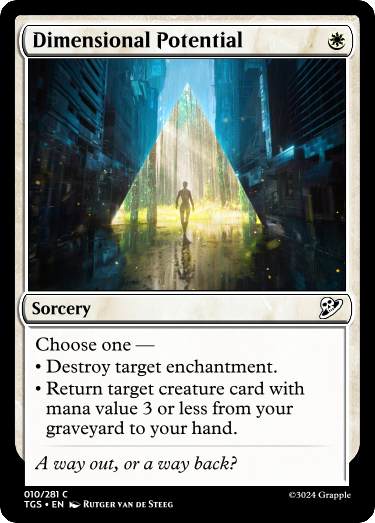 Dimensional Potential
Sorcery
Choose one —
• Destroy target enchantment.
• Return target creature card with
mana value 3 or less from your
graveyard to your hand.
A way out, or a way back?
010/281 C
TGS • EN Rutger van de Steeg
©3024 Grapple